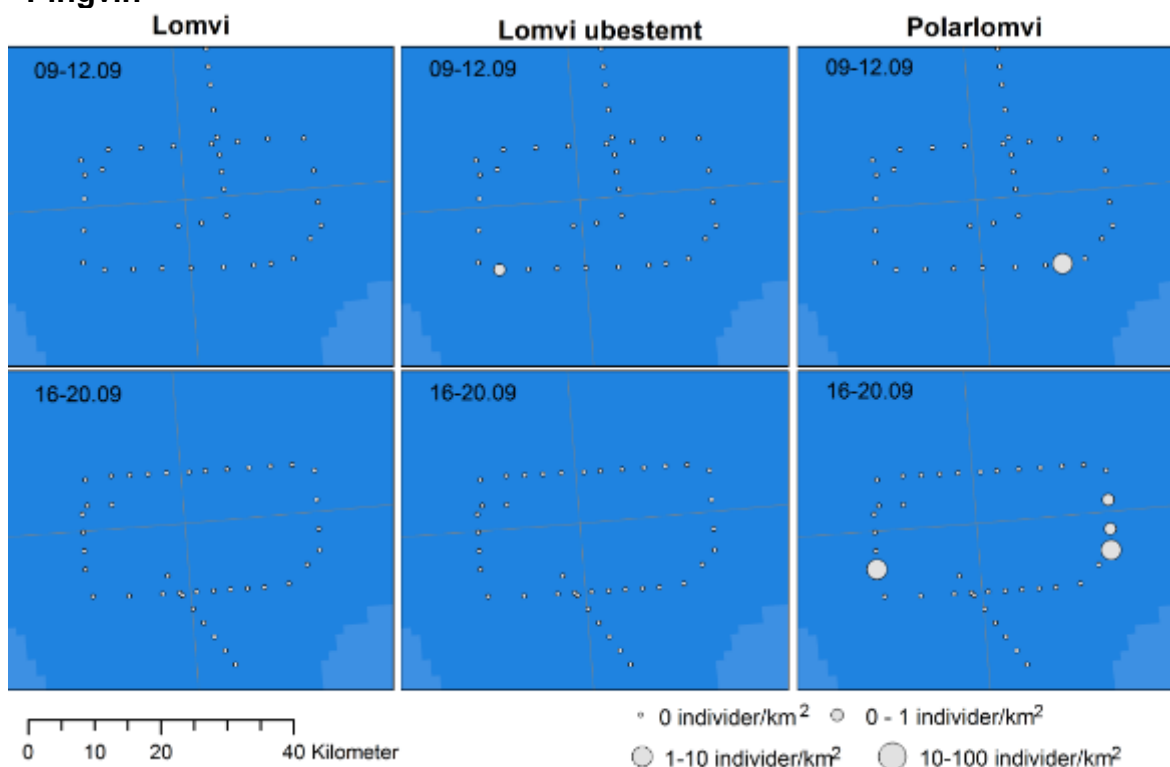 Pingvin
Lomvi
Lomvi ubestemt
Polarlomvi
09-12.09
09-12.09
09-12.09
16-20.09
16-20.09
16-20.09
0 10 20 40 Kilometer
0 individer/km² 0 - 1 individer/km²
1-10 individer/km² 10-100 individer/km²